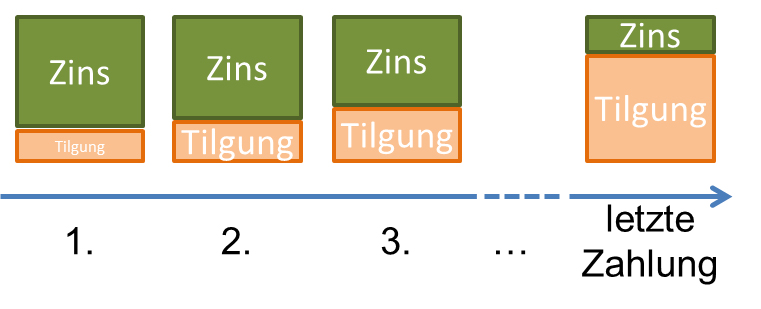 Zins
Zins
Zins
Zins
Tilgung
Tilgung
Tilgung
Tilgung
1.
2.
3.
...
letzte
Zahlung